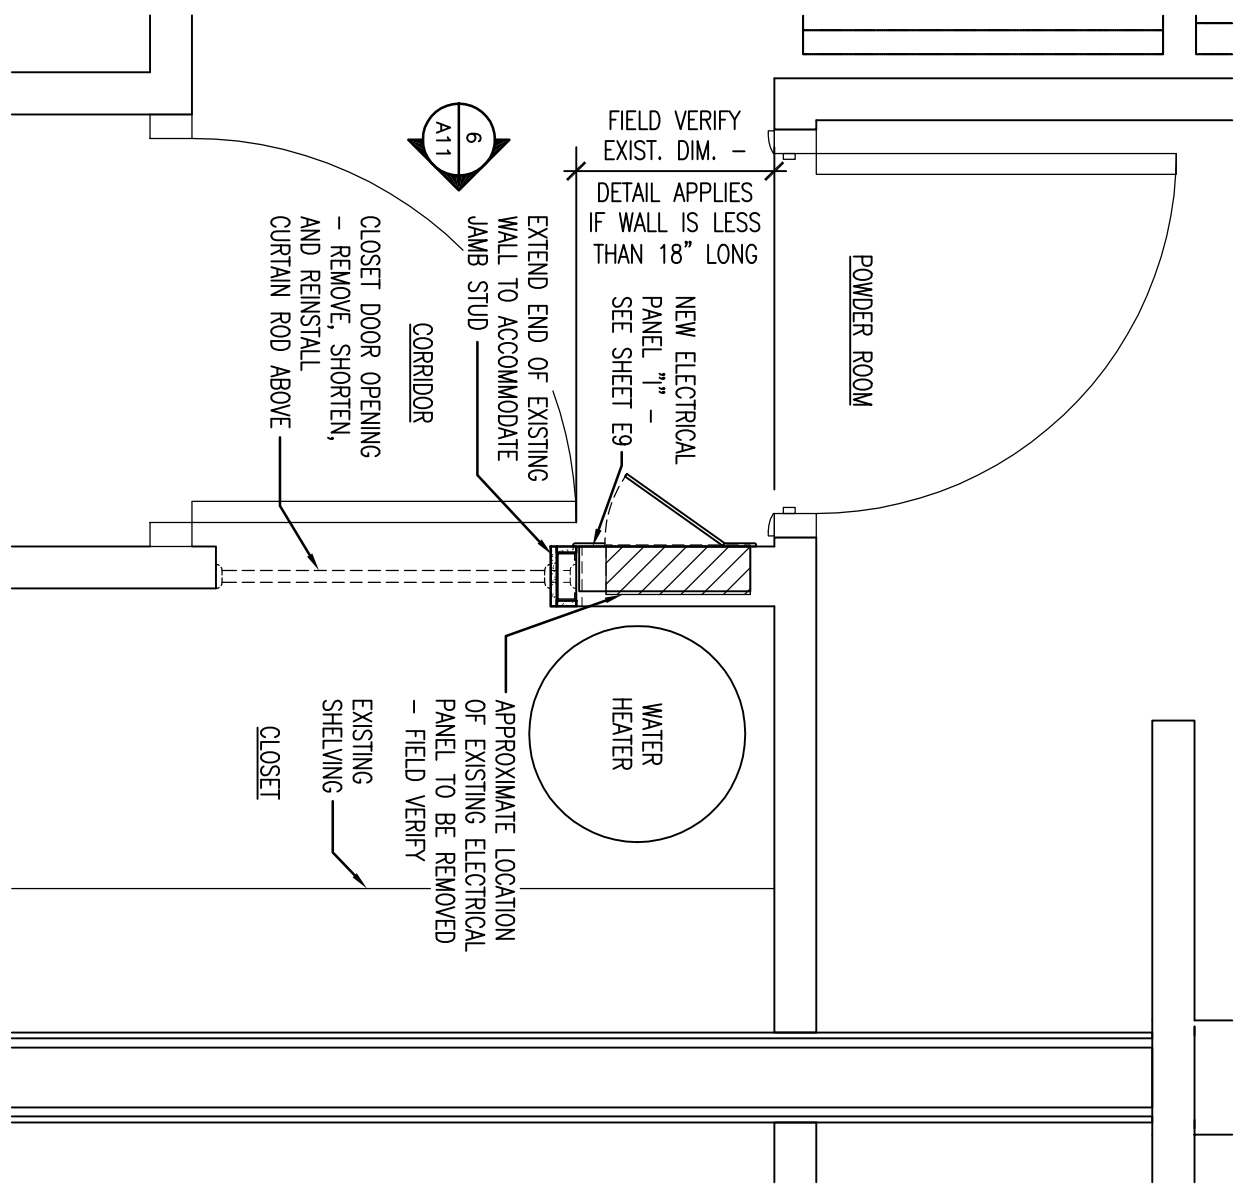 FIELD VERIFY
EXIST. DIM. -
DETAIL APPLIES
IF WALL IS LESS
THAN 18" LONG
6
A11
POWDER ROOM
NEW ELECTRICAL
PANEL "I" -
SEE SHEET E9
EXTEND END OF EXISTING
WALL TO ACCOMMODATE
JAMB STUD
CORRIDOR
CLOSET DOOR OPENING
- REMOVE, SHORTEN,
AND REINSTALL
CURTAIN ROD ABOVE
WATER
HEATER
APPROXIMATE LOCATION
OF EXISTING ELECTRICAL
PANEL TO BE REMOVED
- FIELD VERIFY
EXISTING
SHELVING
CLOSET